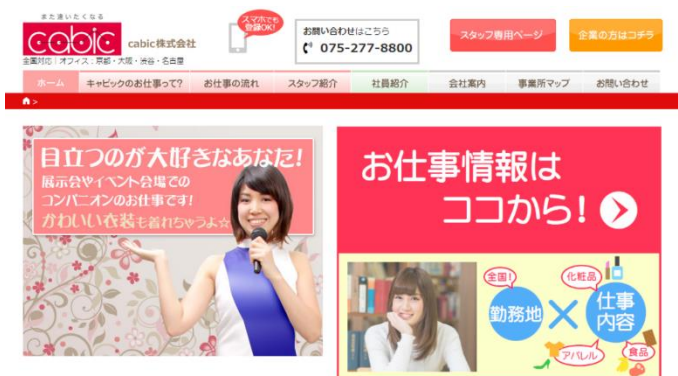 また逢いたくなる
cabic
cabic株式会社
全国対応｜オフィス：京都・大阪・渋谷・名古屋
スマホでも
登録OK!
お問い合わせはこちら
075-277-8800
スタッフ専用ページ
企業の方はコチラ
ホーム
キャビックのお仕事って?
お仕事の流れ
スタッフ紹介
社員紹介
会社案内
事業所マップ
お問い合わせ
>
目立つのが大好きなあなた!
展示会やイベント会場での
コンパニオンのお仕事です!
かわいい衣装も着れちゃうよ☆
お仕事情報は
ココから!
全国!
勤務地
×
化粧品
仕事
内容
アパレル
食品